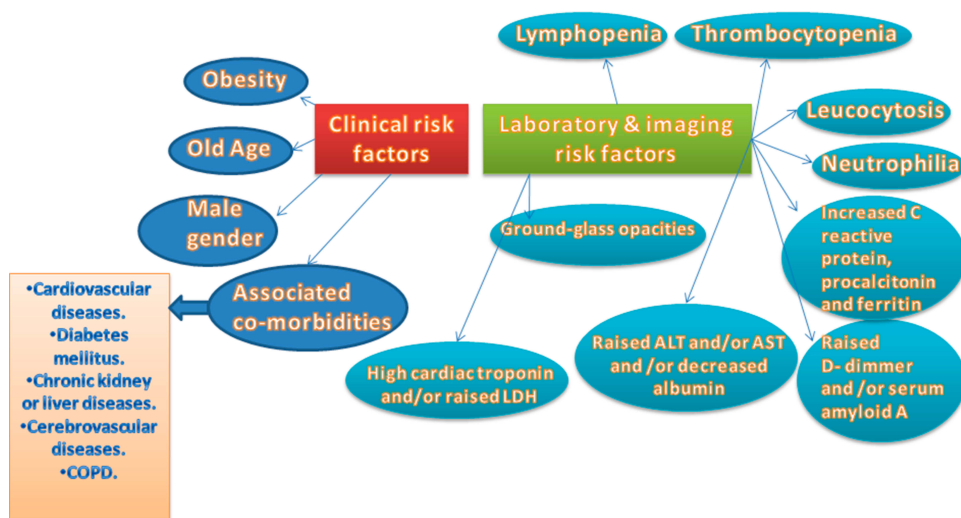 Lymphopenia
Thrombocytopenia
Obesity
Clinical risk
factors
Laboratory & imaging
risk factors
Leucocytosis
Old Age
Neutrophilia
Male
gender
Ground-glass opacities
Increased C
reactive
protein,
procalcitonin
and ferritin
Associated
co-morbidities
•Cardiovascular
diseases.
•Diabetes
mellitus.
•Chronic kidney
or liver diseases.
•Cerebrovascular
diseases.
•COPD.
High cardiac troponin
and/or raised LDH
Raised ALT and/or AST
and /or decreased
albumin
Raised
D- dimmer
and /or serum
amyloid A